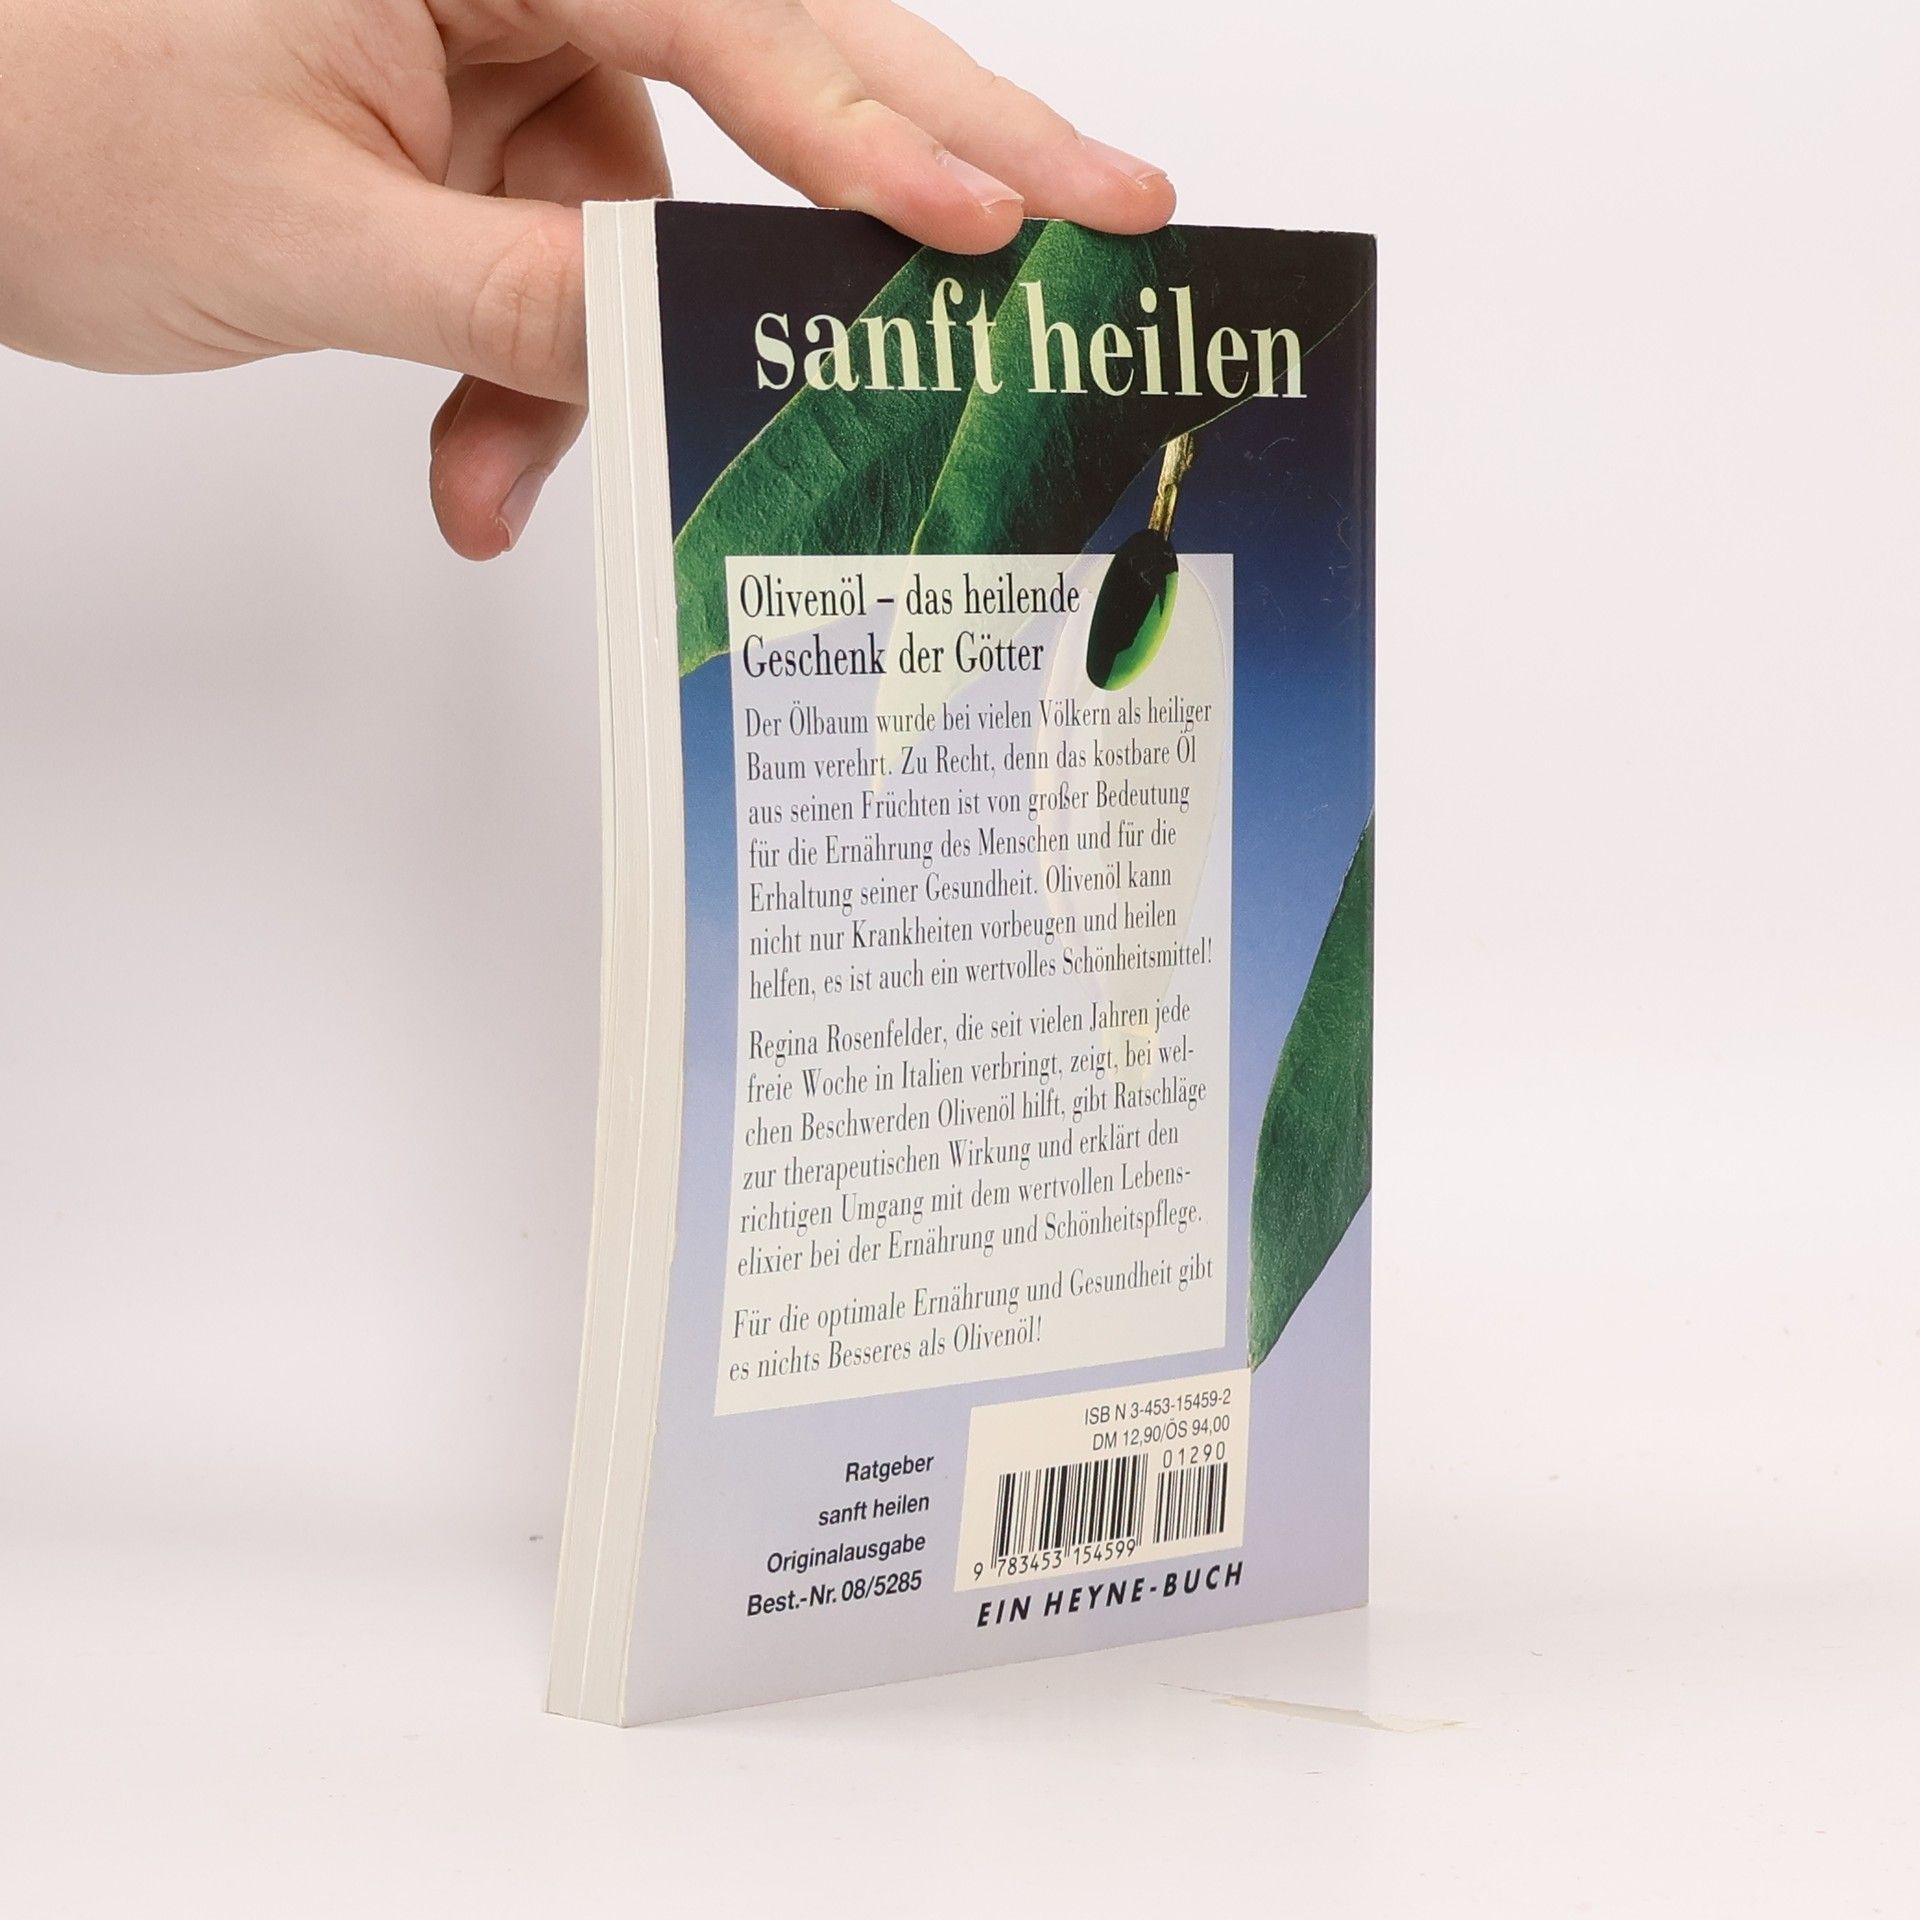 sanft heilen
Olivenöl – das heilende
Geschenk der Götter
Der Ölbaum wurde bei vielen Völkern als heiliger
Baum verehrt. Zu Recht, denn das kostbare Öl
aus seinen Früchten ist von großer Bedeutung
für die Ernährung des Menschen und für die
Erhaltung seiner Gesundheit. Olivenöl kann
nicht nur Krankheiten vorbeugen und heilen
helfen, es ist auch ein wertvolles Schönheitsmittel!
Regina Rosenfelder, die seit vielen Jahren jede
freie Woche in Italien verbringt, zeigt, bei wel-
chen Beschwerden Olivenöl hilft, gibt Ratschläge
zur therapeutischen Wirkung und erklärt den
richtigen Umgang mit dem wertvollen Lebens-
elixier bei der Ernährung und Schönheitspflege.
Für die optimale Ernährung und Gesundheit gibt
es nichts Besseres als Olivenöl!
Ratgeber
sanft heilen
Originalausgabe
Best.-Nr. 08/5285
ISBN 3-453-15459-2
DM 12,90/ÖS 94,00
01290
9 783453 154599
EIN HEYNE-BUCH